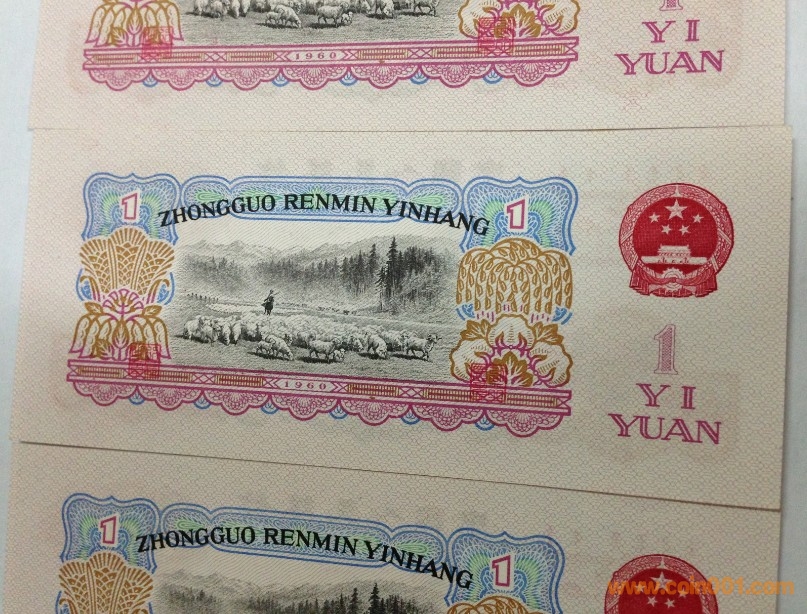 1
1960
YI
YUAN
1
ZHONGGUO RENMIN YINHANG
1
1960
1
YI
YUAN
1
ZHONGGUO RENMIN YINHANG
1
www.coin001.com